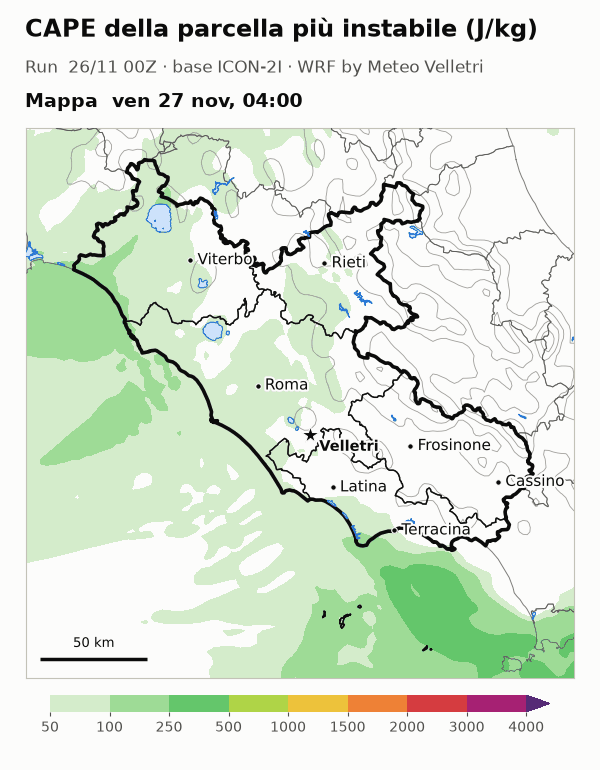 CAPE della parcella più instabile (J/kg)
Run  26/11 00Z · base ICON-2I · WRF by Meteo Velletri
Mappa  ven 27 nov, 04:00
Viterbo
Rieti
Roma
Velletri
Frosinone
Cassino
Latina
Terracina
50 km
50 100 250 500 1000 1500 2000 3000 4000